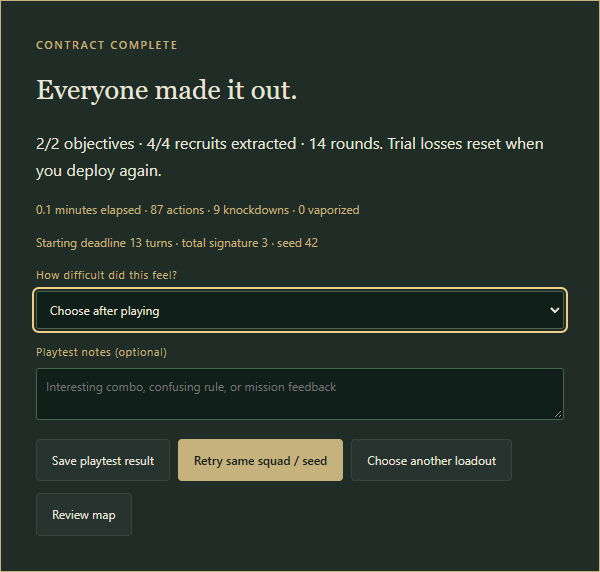 CONTRACT COMPLETE
Everyone made it out.
2/2 objectives · 4/4 recruits extracted · 14 rounds. Trial losses reset when
you deploy again.
0.1 minutes elapsed · 87 actions · 9 knockdowns · 0 vaporized
Starting deadline 13 turns · total signature 3 · seed 42
How difficult did this feel?
Choose after playing
Playtest notes (optional)
Interesting combo, confusing rule, or mission feedback
Save playtest result
Retry same squad / seed
Choose another loadout
Review map